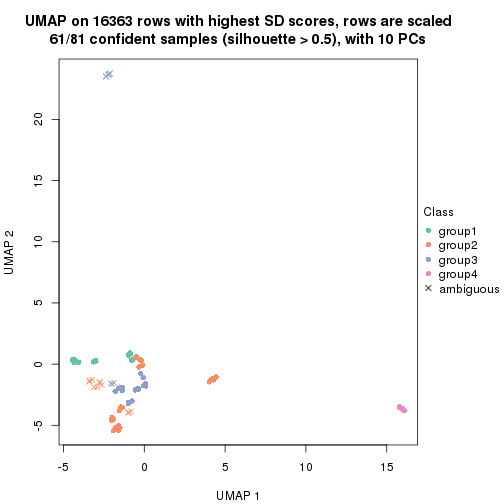 UMAP on 16363 rows with highest SD scores, rows are scaled
61/81 confident samples (silhouette > 0.5), with 10 PCs
UMAP 2
20
15
10
5
0
-5
-5
0
5
10
15
UMAP 1
Class
group1
group2
group3
group4
ambiguous